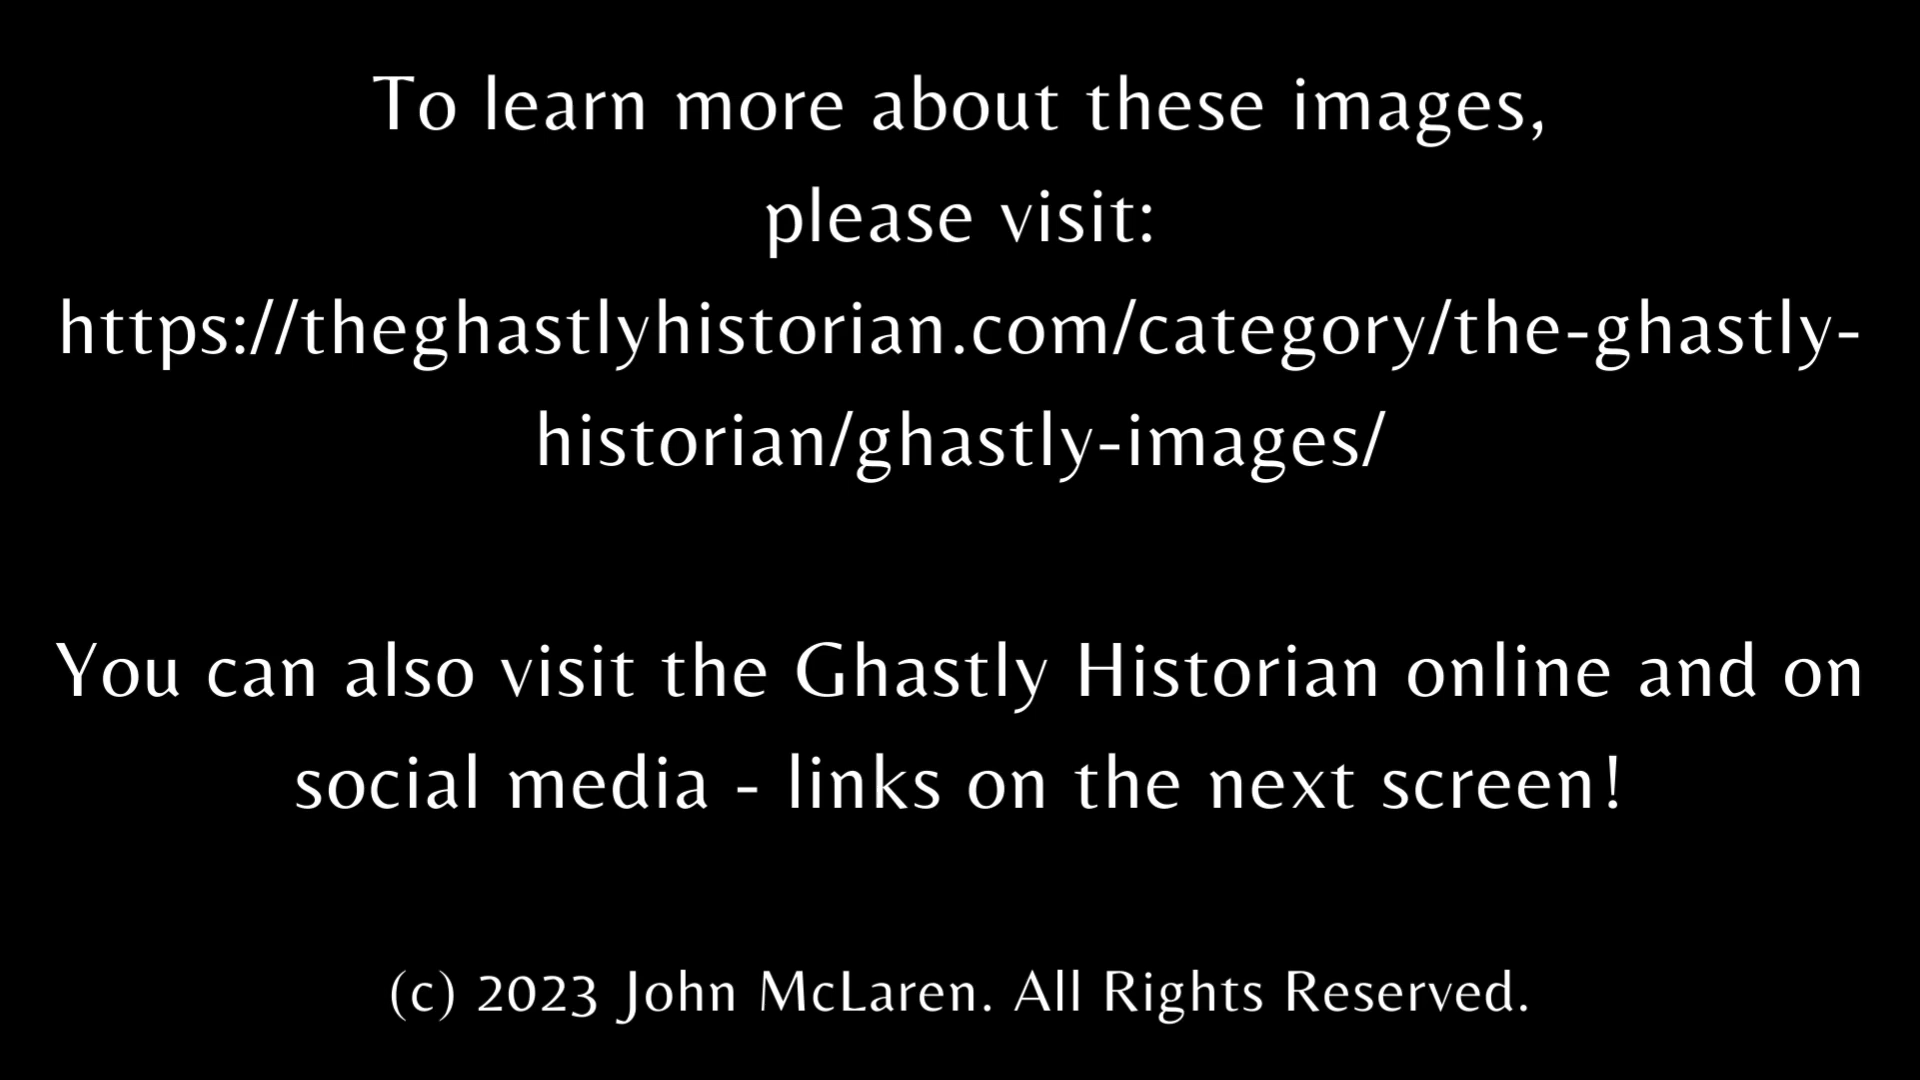 To learn more about these images,
please visit:
https://theghastlyhistorian.com/category/the-ghastly-
historian/ghastly-images/
You can also visit the Ghastly Historian online and on
social media - links on the next screen!
(c) 2023 John McLaren. All Rights Reserved.